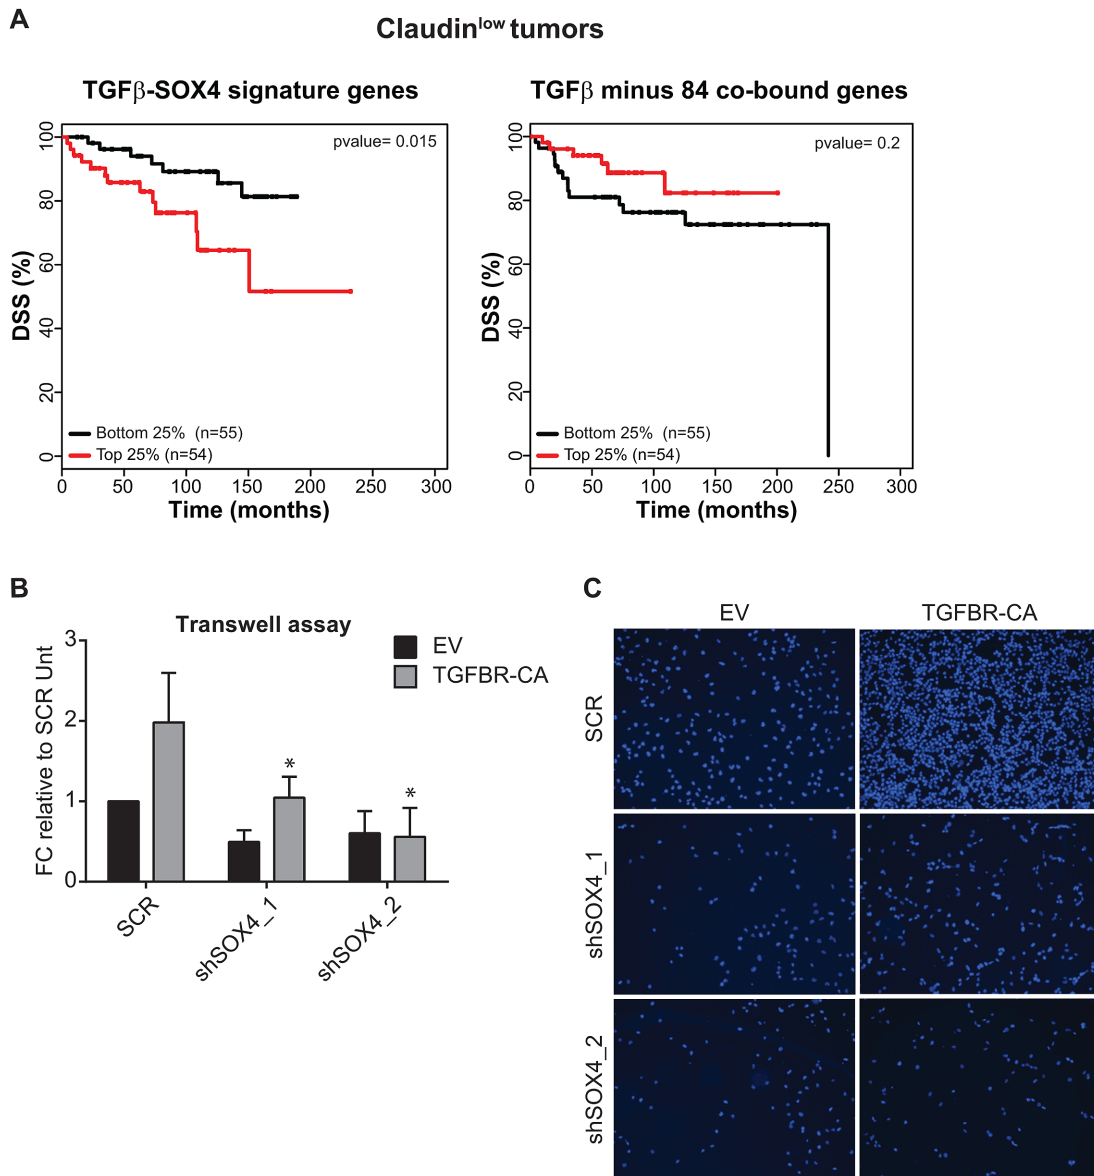 A
Claudinlow tumors
TGFβ-SOX4 signature genes
pvalue= 0.015
DSS (%)
100
80
60
40
20
0
Bottom 25% (n=55)
Top 25% (n=54)
0 50 100 150 200 250 300
Time (months)
TGFβ minus 84 co-bound genes
pvalue= 0.2
DSS (%)
100
80
60
40
20
0
Bottom 25% (n=55)
Top 25% (n=54)
0 50 100 150 200 250 300
Time (months)
B
Transwell assay
EV
TGFBR-CA
FC relative to SCR Unt
3
2
1
0
*
*
SCR
shSOX4_1
shSOX4_2
C
EV
TGFBR-CA
SCR
shSOX4_1
shSOX4_2